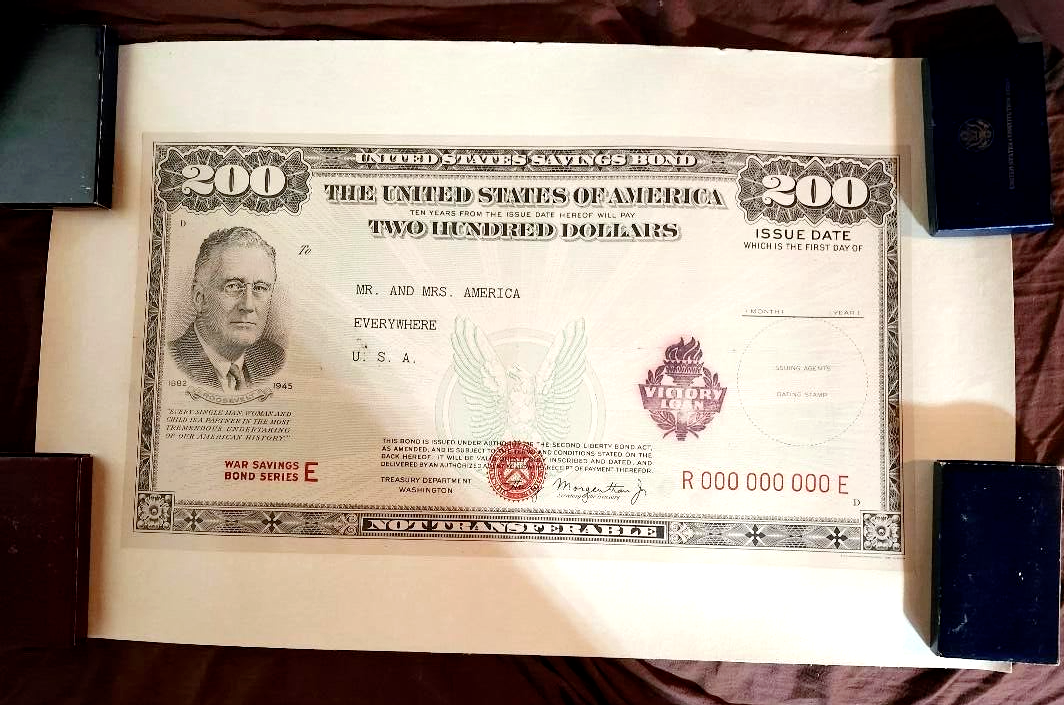 UNITED STATES SAVINGS BOND
200
200
THE UNITED STATES OF AMERICA
TEN YEARS FROM THE ISSUE DATE HEREOF WILL PAY
TWO HUNDRED DOLLARS
ISSUE DATE
WHICH IS THE FIRST DAY OF
D
To
MR. AND MRS. AMERICA
EVERYWHERE
U. S. A.
MONTH YEAR
ISSUING AGENT'S
DATING STAMP
1882 ROOSEVELT 1945
"EVERY SINGLE MAN, WOMAN AND
CHILD IS A PARTNER IN THE MOST
TREMENDOUS UNDERTAKING
OF OUR AMERICAN HISTORY"
VICTORY
LOAN
WAR SAVINGS
BOND SERIES E
THIS BOND IS ISSUED UNDER AUTHORITY OF THE SECOND LIBERTY BOND ACT,
AS AMENDED, AND IS SUBJECT TO AND CONDITIONS STATED ON THE
BACK HEREOF. IT WILL BE INSCRIBED AND DATED, AND
DELIVERED BY AN AUTHORIZED RECEIPT OF PAYMENT THEREFOR.
TREASURY DEPARTMENT
WASHINGTON
Morgenthau Jr
R 000 000 000 E
D
NOT TRANSFERABLE